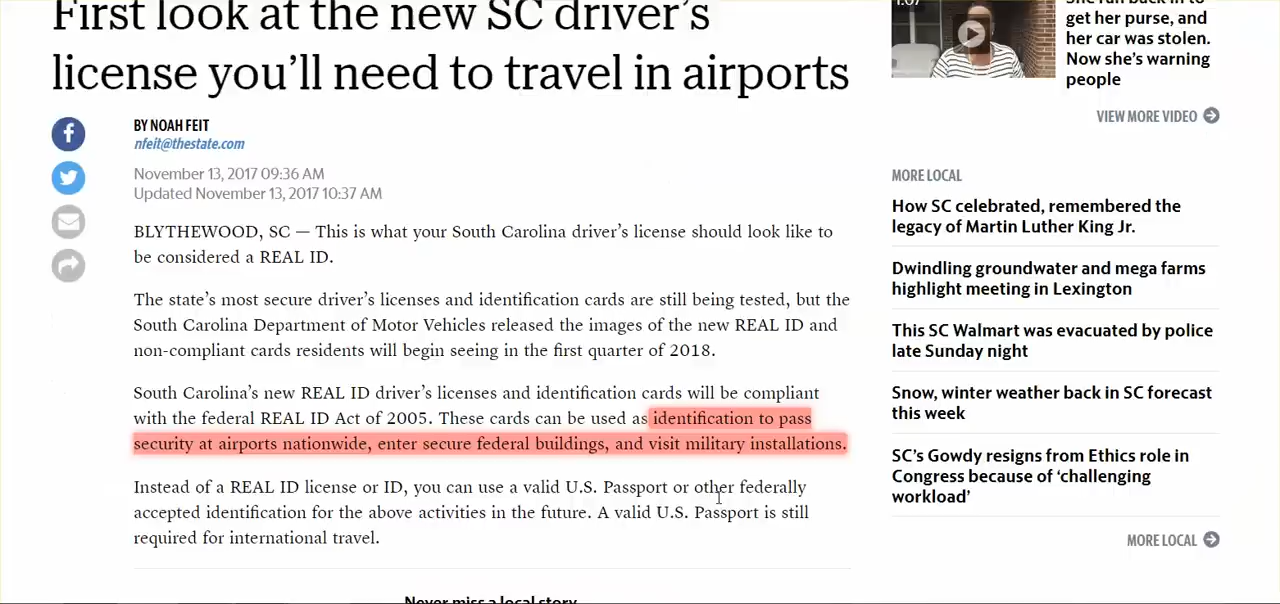 First look at the new SC driver's
license you'll need to travel in airports
BY NOAH FEIT
nfeit@thestate.com
November 13, 2017 09:36 AM
Updated November 13, 2017 10:37 AM
BLYTHEWOOD, SC — This is what your South Carolina driver's license should look like to
be considered a REAL ID.
The state's most secure driver's licenses and identification cards are still being tested, but the
South Carolina Department of Motor Vehicles released the images of the new REAL ID and
non-compliant cards residents will begin seeing in the first quarter of 2018.
South Carolina's new REAL ID driver's licenses and identification cards will be compliant
with the federal REAL ID Act of 2005. These cards can be used as identification to pass
security at airports nationwide, enter secure federal buildings, and visit military installations.
Instead of a REAL ID license or ID, you can use a valid U.S. Passport or other federally
accepted identification for the above activities in the future. A valid U.S. Passport is still
required for international travel.
Never miss a local story.
1:07
She ran back in to
get her purse, and
her car was stolen.
Now she's warning
people
VIEW MORE VIDEO
MORE LOCAL
How SC celebrated, remembered the
legacy of Martin Luther King Jr.
Dwindling groundwater and mega farms
highlight meeting in Lexington
This SC Walmart was evacuated by police
late Sunday night
Snow, winter weather back in SC forecast
this week
SC's Gowdy resigns from Ethics role in
Congress because of 'challenging
workload'
MORE LOCAL